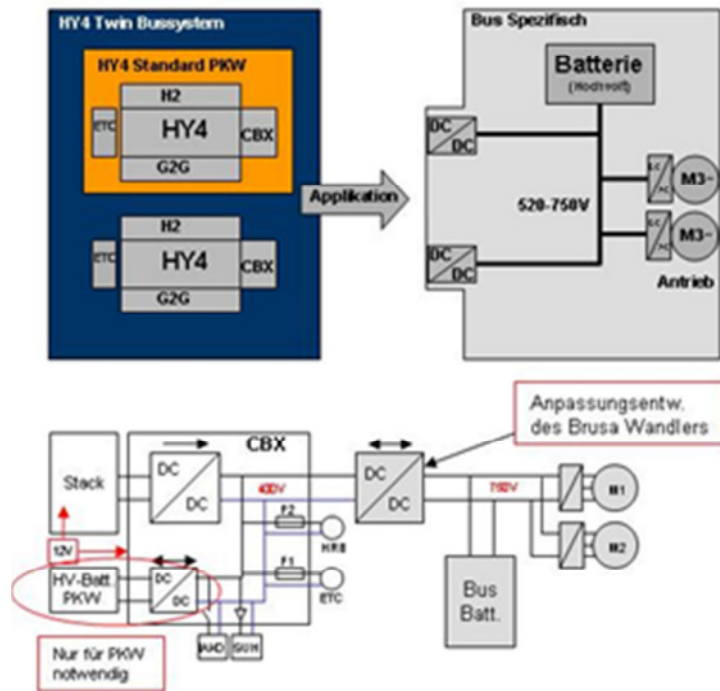 HY4 Twin Bussystem
HY4 Standard PKW
H2
ETC
HY4
CBX
G2G
H2
ETC
HY4
CBX
G2G
Applikation
Bus Spezifisch
Batterie
(Hochvolt)
DC
DC
520-750V
M3~
DC
DC
M3~
Antrieb
Anpassungsentw.
des Brusa Wandlers
CBX
Stack
DC
DC
400V
DC
DC
750V
M1
F2
HRB
12V
M2
HV-Batt.
PKW
DC
DC
F1
ETC
Bus
Batt.
Nur für PKW
notwendig